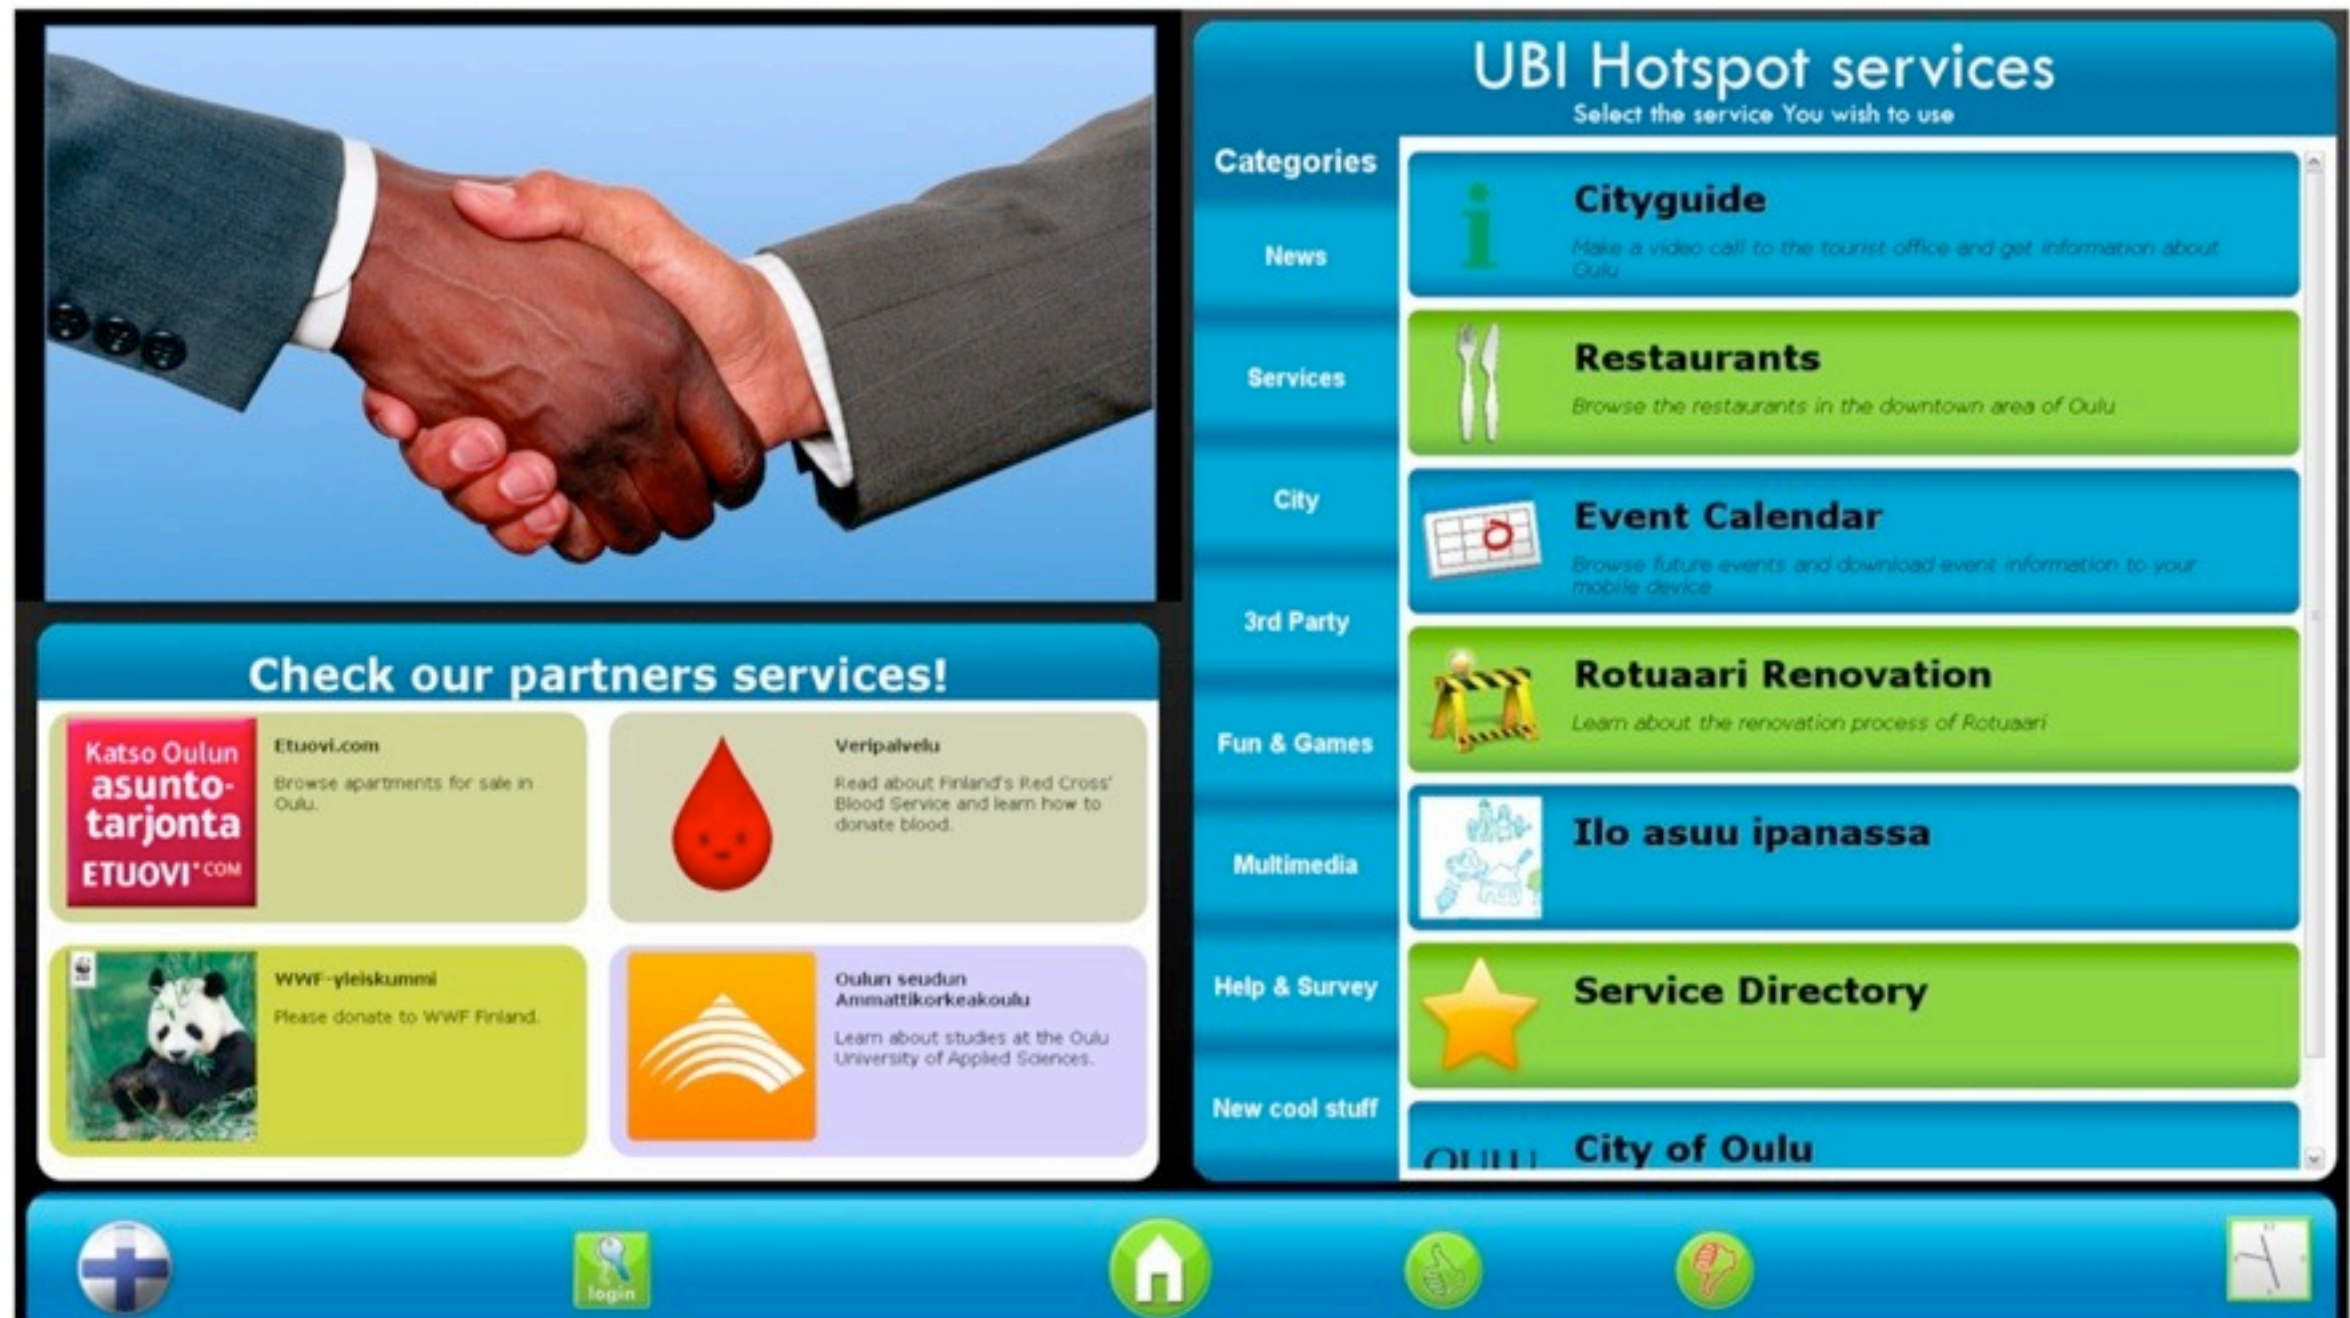 UBI Hotspot services
Select the service You wish to use
Categories
News
Services
City
3rd Party
Fun & Games
Multimedia
Help & Survey
New cool stuff
Cityguide
Make a video call to the tourist office and get information about
Oulu
Restaurants
Browse the restaurants in the downtown area of Oulu
Event Calendar
Browse future events and download event information to your
mobile device
Rotuaari Renovation
Learn about the renovation process of Rotuaari
Ilo asuu ipanassa
Service Directory
OULU
City of Oulu
Check our partners services!
Katso Oulun
asunto-
tarjonta
ETUOVI.COM
Etuovi.com
Browse apartments for sale in
Oulu.
Veripalvelu
Read about Finland's Red Cross'
Blood Service and learn how to
donate blood.
WWF-yleiskummi
Please donate to WWF Finland.
Oulun seudun
Ammattikorkeakoulu
Learn about studies at the Oulu
University of Applied Sciences.
login